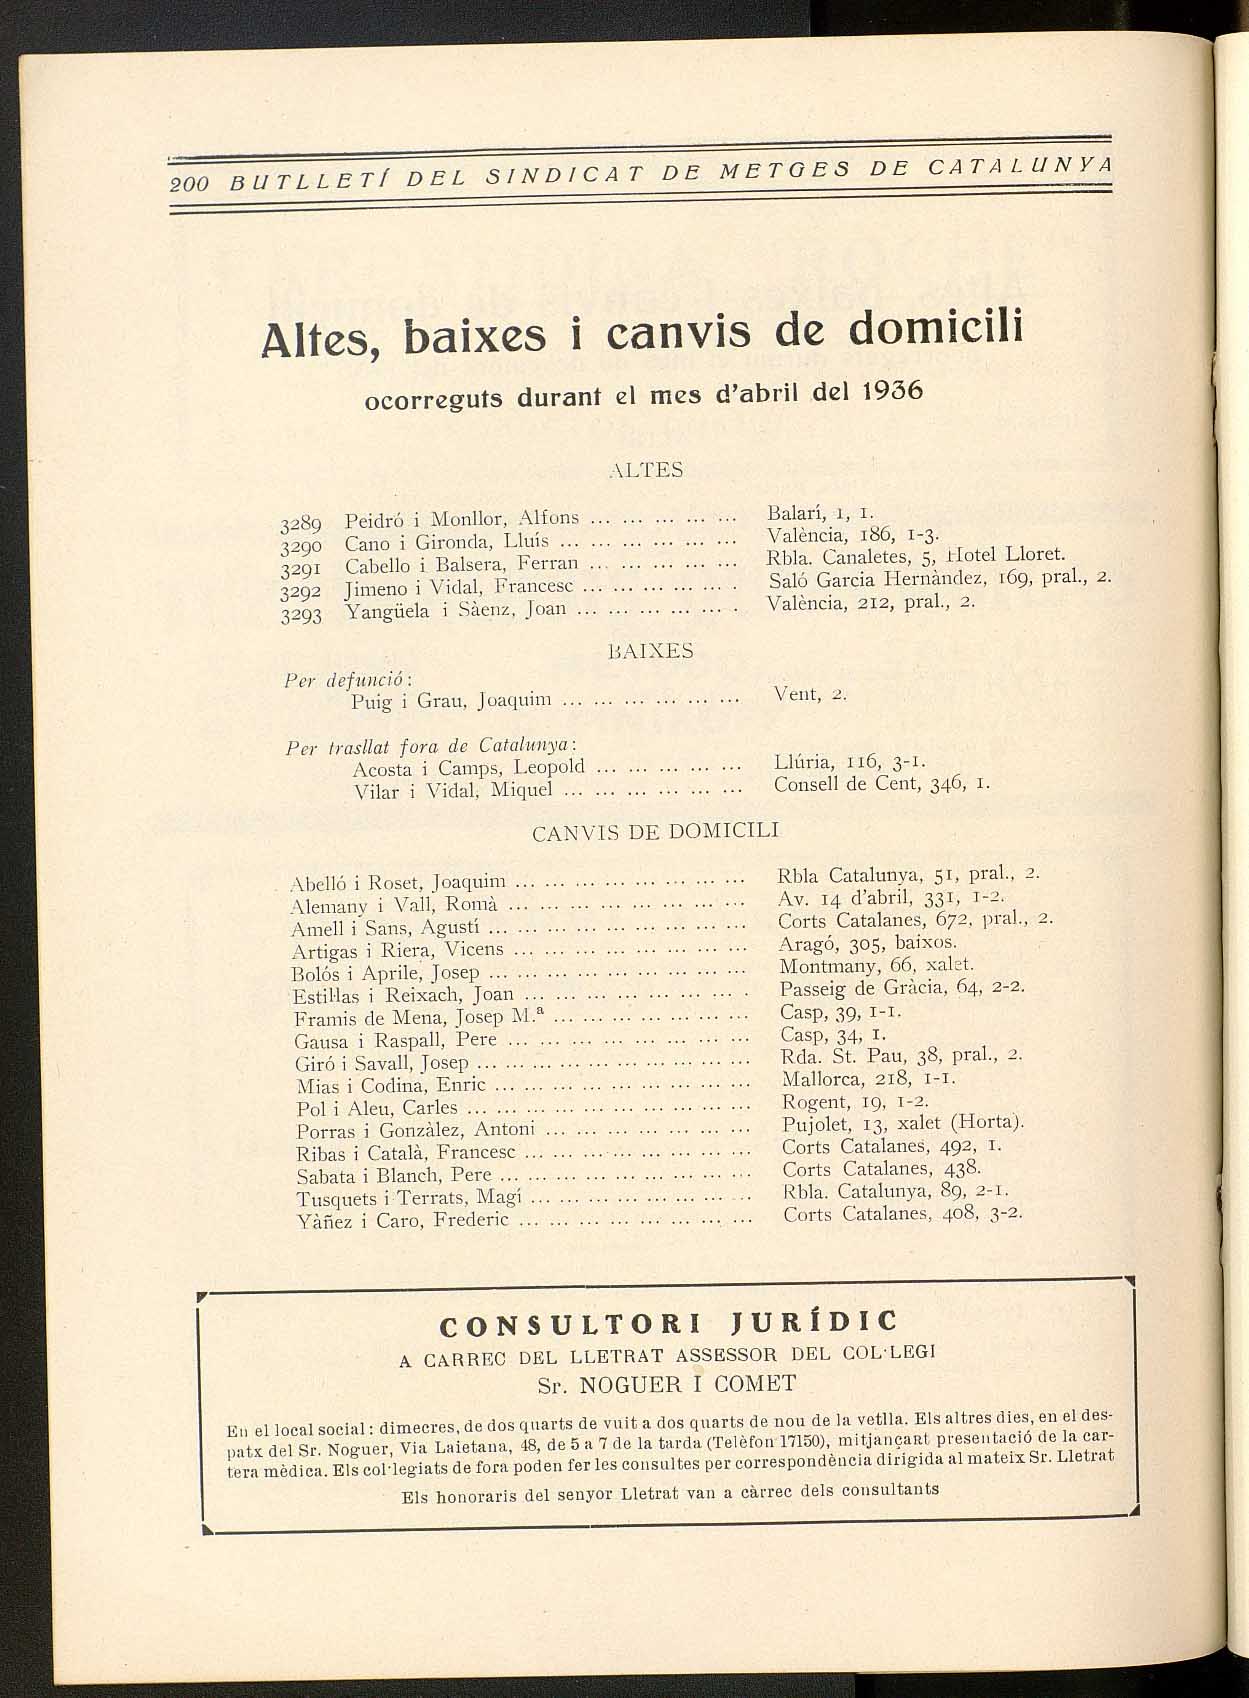 200 BUTLLETÍ DEL SINDICAT DE METGES DE CATALUNYA
Altes, baixes i canvis de domicili
ocorreguts durant el mes d'abril del 1936
ALTES
3289 Peidró i Monllor, Alfons ... ... ... ... ... Balarí, 1, 1.
3290 Cano i Gironda, Lluís ... ... ... ... ... ... València, 186, 1-3.
3291 Cabello i Balsera, Ferran ... ... ... ... ... Rbla. Canaletes, 5, Hotel Lloret.
3292 Jimeno i Vidal, Francesc ... ... ... ... ... . Saló Garcia Hernàndez, 169, pral., 2.
3293 Yangüela i Sàenz, Joan ... ... ... ... ... . València, 212, pral., 2.
BAIXES
Per defunció:
Puig i Grau, Joaquim ... ... ... ... ... ... Vent, 2.
Per trasllat fora de Catalunya:
Acosta i Camps, Leopold ... ... ... ... ... Llúria, 116, 3-1.
Vilar i Vidal, Miquel ... ... ... ... ... ... Consell de Cent, 346, 1.
CANVIS DE DOMICILI
Abelló i Roset, Joaquim ... ... ... ... ... ... ... ... Rbla Catalunya, 51, pral., 2.
Alemany i Vall, Romà ... ... ... ... ... ... ... ... Av. 14 d'abril, 331, 1-2.
Amell i Sans, Agustí ... ... ... ... ... ... ... ... ... Corts Catalanes, 672, pral., 2.
Artigas i Riera, Vicens ... ... ... ... ... ... ... ... Aragó, 305, baixos.
Bolós i Aprile, Josep ... ... ... ... ... ... ... ... ... Montmany, 66, xalet.
Estil·las i Reixach, Joan ... ... ... ... ... ... ... . Passeig de Gràcia, 64, 2-2.
Framis de Mena, Josep M.ª ... ... ... ... ... ... ... Casp, 39, 1-1.
Gausa i Raspall, Pere ... ... ... ... ... ... ... ... Casp, 34, 1.
Giró i Savall, Josep ... ... ... ... ... ... ... ... ... Rda. St. Pau, 38, pral., 2.
Mias i Codina, Enric ... ... ... ... ... ... ... ... ... Mallorca, 218, 1-1.
Pol i Aleu, Carles ... ... ... ... ... ... ... ... ... ... Rogent, 19, 1-2.
Porras i Gonzàlez, Antoni ... ... ... ... ... ... ... Pujolet, 13, xalet (Horta).
Ribas i Català, Francesc ... ... ... ... ... ... ... ... Corts Catalanes, 492, 1.
Sabata i Blanch, Pere ... ... ... ... ... ... ... ... ... Corts Catalanes, 438.
Tusquets i Terrats, Magí ... ... ... ... ... ... ... ... Rbla. Catalunya, 89, 2-1.
Yàñez i Caro, Frederic ... ... ... ... ... ... ... ... Corts Catalanes, 408, 3-2.
CONSULTORI JURÍDIC
A CARREC DEL LLETRAT ASSESSOR DEL COL·LEGI
Sr. NOGUER I COMET
En el local social: dimecres, de dos quarts de vuit a dos quarts de nou de la vetlla. Els altres dies, en el des-
patx del Sr. Noguer, Via Laietana, 48, de 5 a 7 de la tarda (Telèfon 17150), mitjançant presentació de la car-
tera mèdica. Els col·legiats de fora poden fer les consultes per correspondència dirigida al mateix Sr. Lletrat
Els honoraris del senyor Lletrat van a càrrec dels consultants